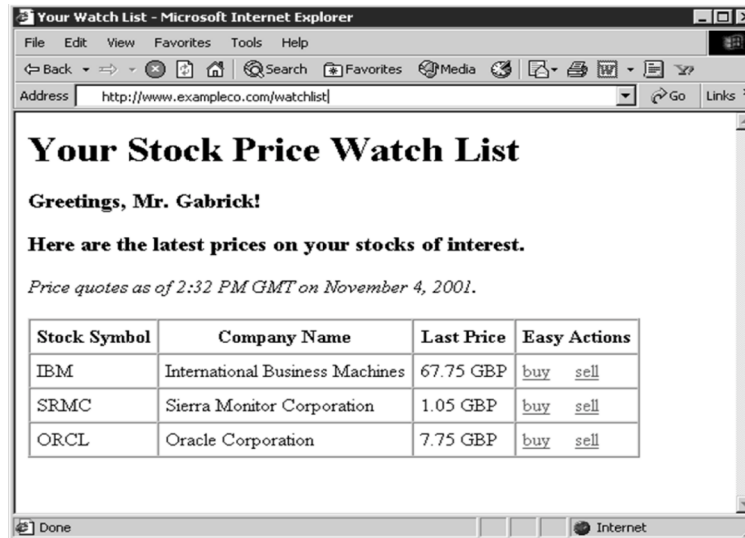 Your Watch List - Microsoft Internet Explorer
File Edit View Favorites Tools Help
Back Search Favorites Media
Address http://www.exampleco.com/watchlist Go Links
Your Stock Price Watch List
Greetings, Mr. Gabrick!
Here are the latest prices on your stocks of interest.
Price quotes as of 2:32 PM GMT on November 4, 2001.
Stock Symbol Company Name Last Price Easy Actions
IBM International Business Machines 67.75 GBP buy sell
SRMC Sierra Monitor Corporation 1.05 GBP buy sell
ORCL Oracle Corporation 7.75 GBP buy sell
Done Internet